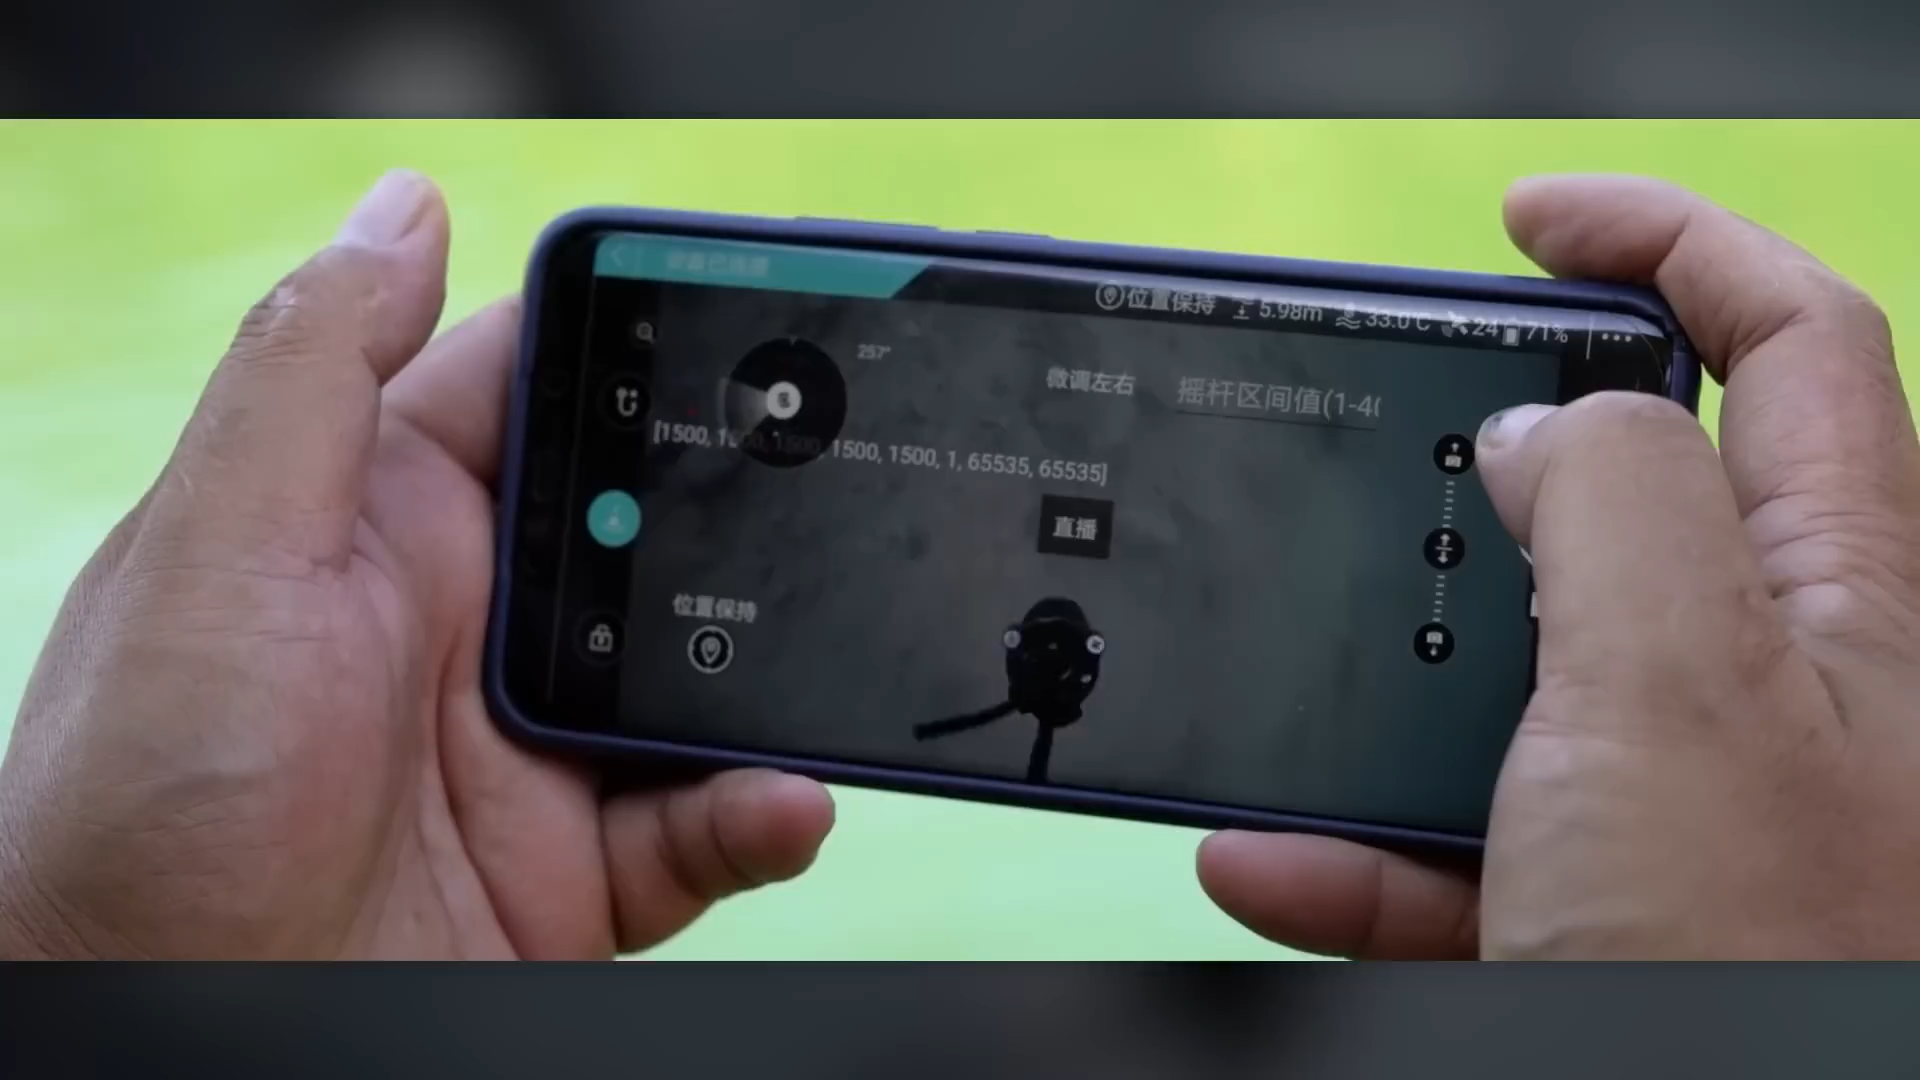 位置保持 5.98m 33.0°C 24 71%
257°
微调左右 摇杆区间值(1-40
1500, 1500, 1, 65535, 65535]
直播
位置保持